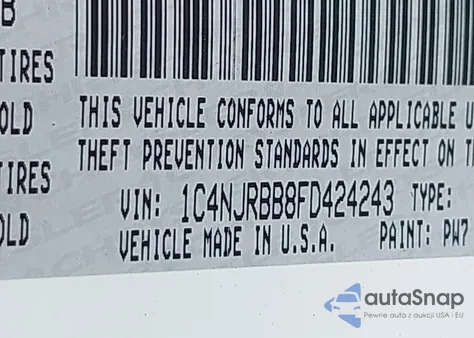 B
TIRES
OLD
TIRES
OLD
THIS VEHICLE CONFORMS TO ALL APPLICABLE U
THEFT PREVENTION STANDARDS IN EFFECT ON T
VIN: 1C4NJRBB8FD424243 TYPE:
VEHICLE MADE IN U.S.A. PAINT: PW7
autoSnap
Pewne auta z aukcji USA i EU